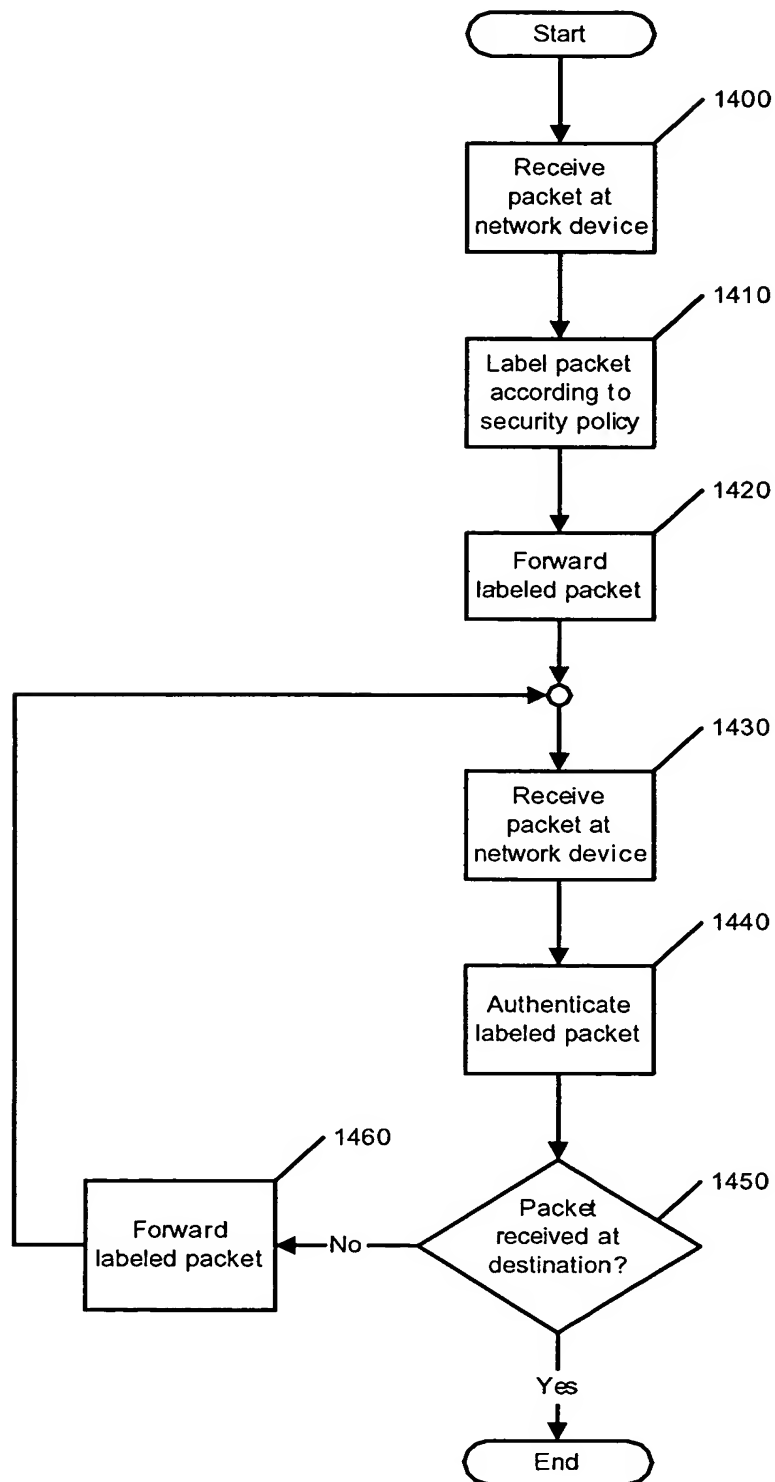 Start
1400
Receive
packet at
network device
1410
Label packet
according to
security policy
1420
Forward
labeled packet
1430
Receive
packet at
network device
1440
Authenticate
labeled packet
1460
Forward
labeled packet
No
1450
Packet
received at
destination?
Yes
End